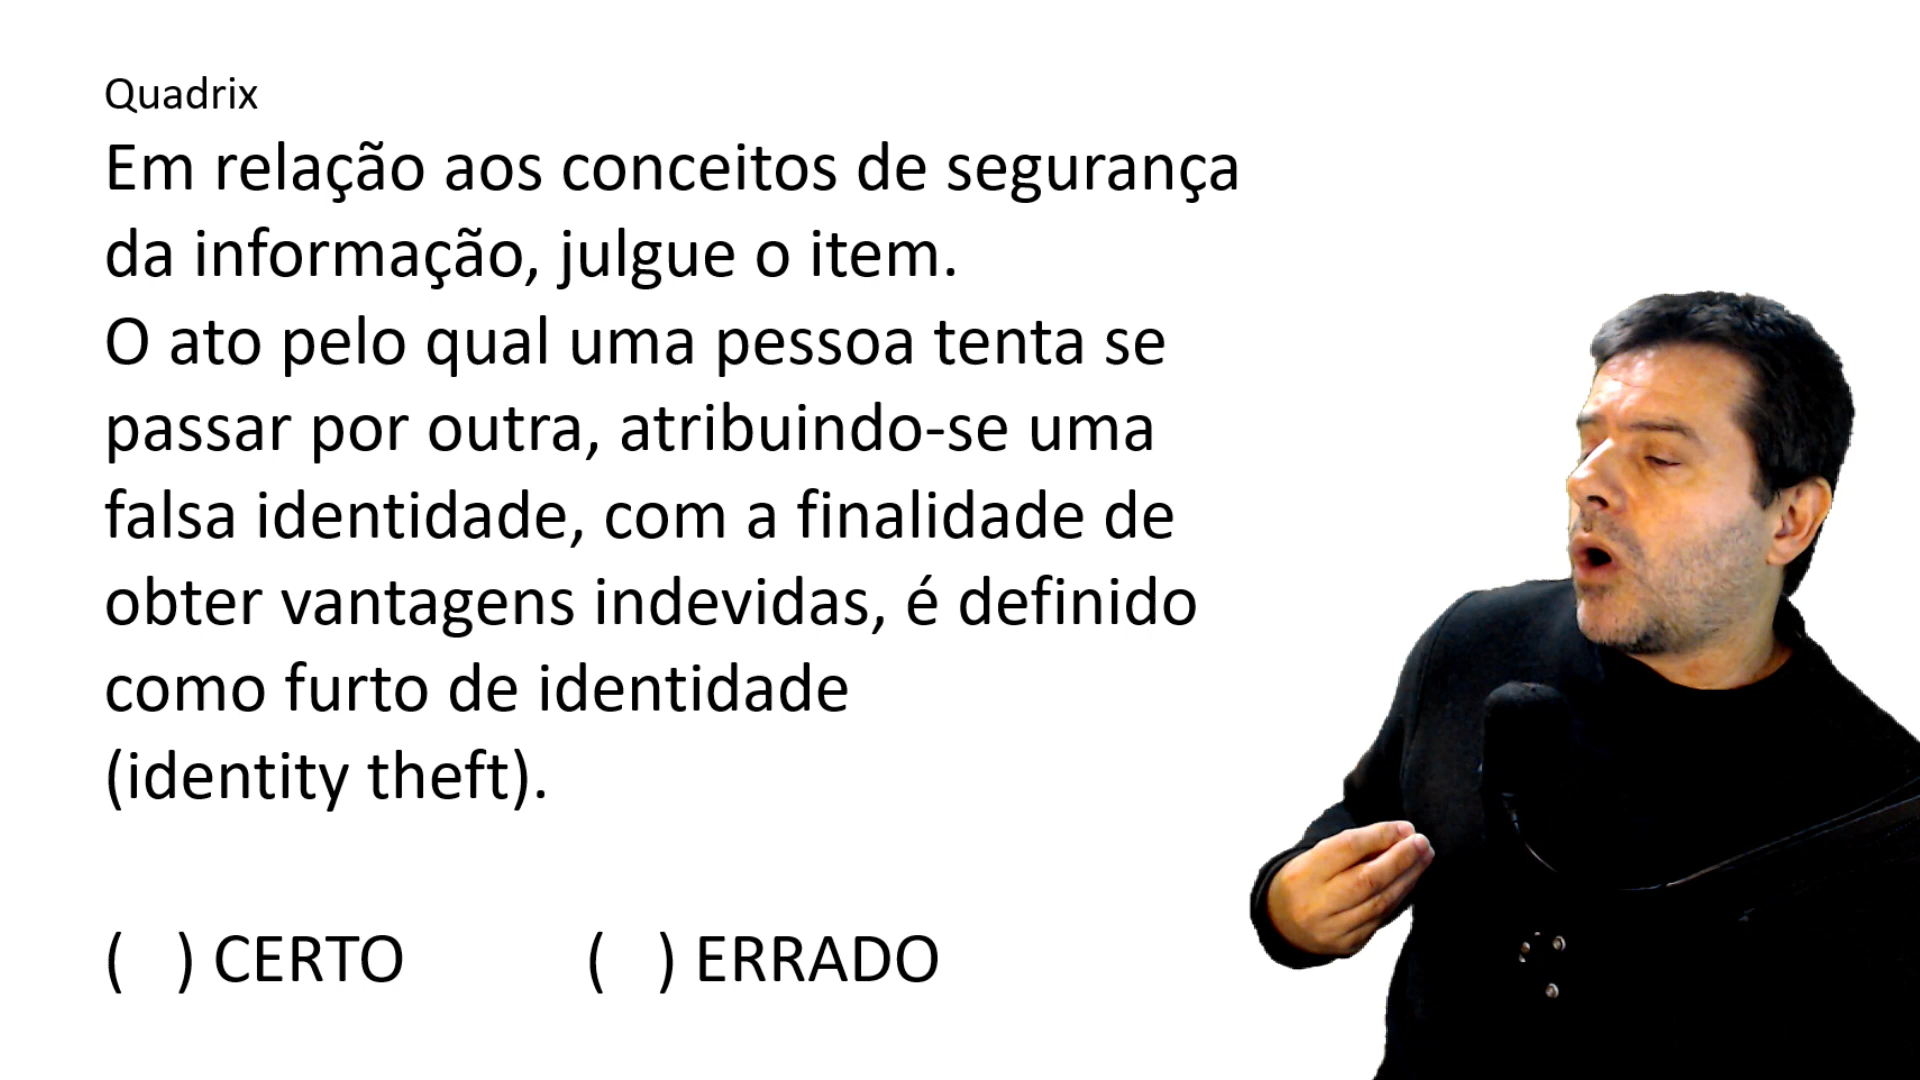 Quadrix
Em relação aos conceitos de segurança
da informação, julgue o item.
O ato pelo qual uma pessoa tenta se
passar por outra, atribuindo-se uma
falsa identidade, com a finalidade de
obter vantagens indevidas, é definido
como furto de identidade
(identity theft).
(   ) CERTO          (   ) ERRADO